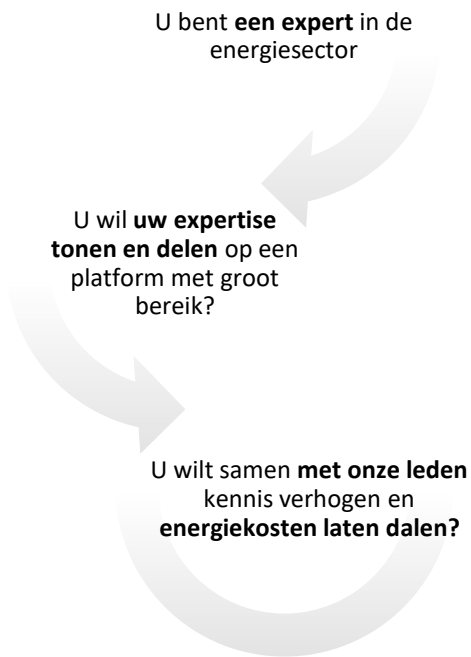 U bent een expert in de
energiesector
U wil uw expertise
tonen en delen op een
platform met groot
bereik?
U wilt samen met onze leden
kennis verhogen en
energiekosten laten dalen?